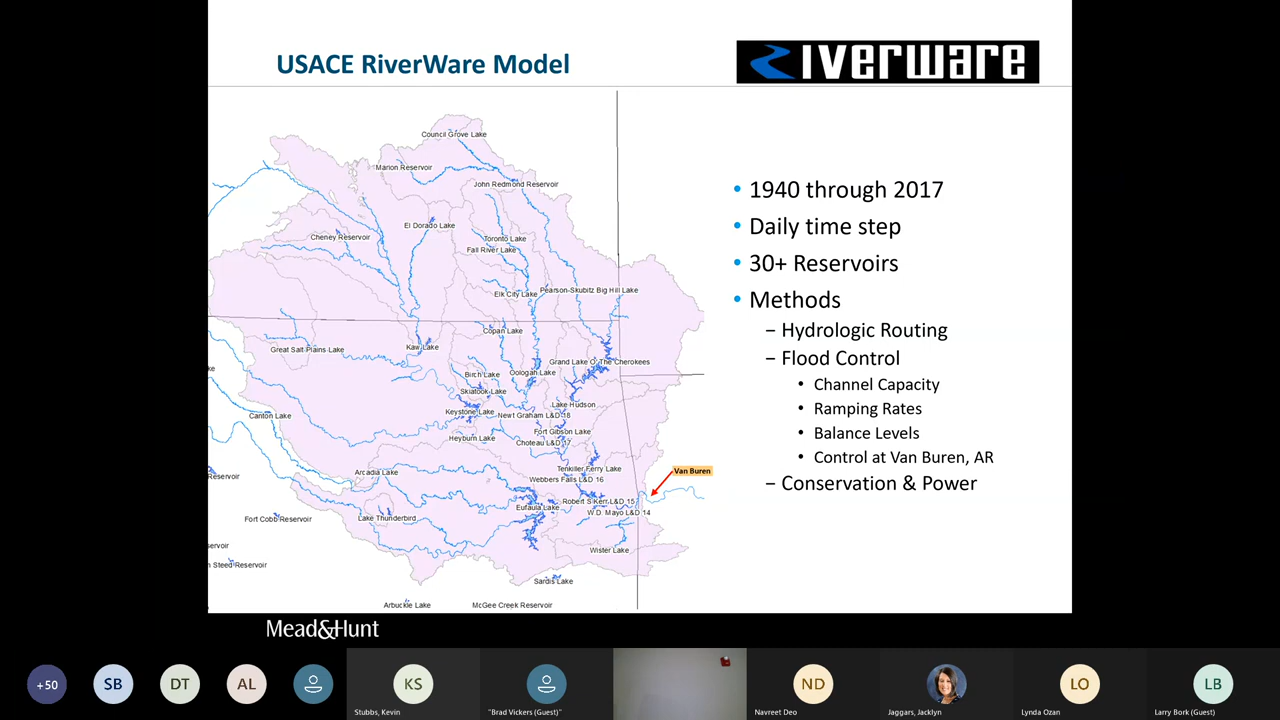 USACE RiverWare Model
RIVERWARE
Council Grove Lake
Marion Reservoir
John Redmond Reservoir
El Dorado Lake
Cheney Reservoir
Toronto Lake
Fall River Lake
Elk City Lake
Pearson-Skubitz Big Hill Lake
Copan Lake
Great Salt Plains Lake
Kaw Lake
Grand Lake O' The Cherokees
ke
Birch Lake
Oologah Lake
Skiatook Lake
Lake Hudson
Canton Lake
Keystone Lake
Newt Graham L&D 18
Fort Gibson Lake
Heyburn Lake
Choteau L&D 17
Arcadia Lake
Tenkiller Ferry Lake
Van Buren
Reservoir
Webbers Falls L&D 16
Robert S Kerr L&D 15
Eufaula Lake
W.D. Mayo L&D 14
Fort Cobb Reservoir
Lake Thunderbird
servoir
Wister Lake
n Steed Reservoir
Sardis Lake
Arbuckle Lake
McGee Creek Reservoir
• 1940 through 2017
• Daily time step
• 30+ Reservoirs
• Methods
− Hydrologic Routing
− Flood Control
• Channel Capacity
• Ramping Rates
• Balance Levels
• Control at Van Buren, AR
− Conservation & Power
Mead&Hunt
+50
SB
DT
AL
KS
Stubbs, Kevin
"Brad Vickers (Guest)"
ND
Navreet Deo
Jaggars, Jacklyn
LO
Lynda Ozan
LB
Larry Bork (Guest)